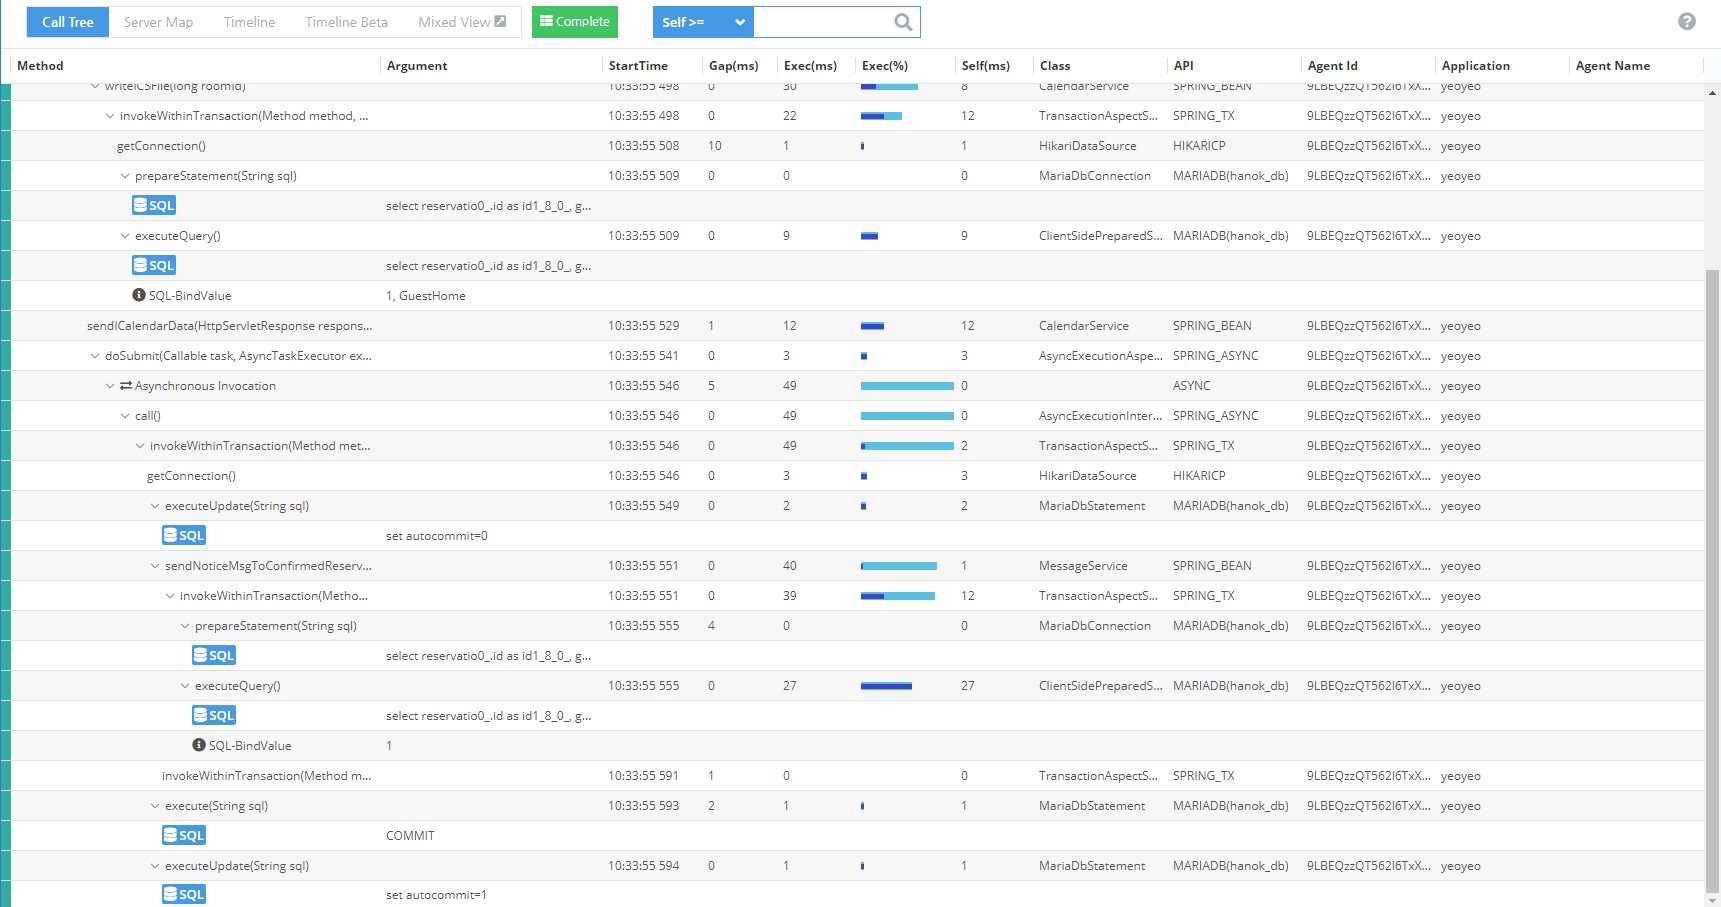 Call Tree Server Map Timeline Timeline Beta Mixed View Complete Self >=
Method Argument StartTime Gap(ms) Exec(ms) Exec(%) Self(ms) Class API Agent Id Application Agent Name
writeICSFile(long roomId) 10:33:55 498 0 30 8 CalendarService SPRING_BEAN 9LBEQzzQT562I6TxX... yeoyeo
invokeWithinTransaction(Method method, ... 10:33:55 498 0 22 12 TransactionAspectS... SPRING_TX 9LBEQzzQT562I6TxX... yeoyeo
getConnection() 10:33:55 508 10 1 1 HikariDataSource HIKARICP 9LBEQzzQT562I6TxX... yeoyeo
prepareStatement(String sql) 10:33:55 509 0 0 0 MariaDbConnection MARIADB(hanok_db) 9LBEQzzQT562I6TxX... yeoyeo
SQL select reservatio0_.id as id1_8_0_, g...
executeQuery() 10:33:55 509 0 9 9 ClientSidePreparedS... MARIADB(hanok_db) 9LBEQzzQT562I6TxX... yeoyeo
SQL select reservatio0_.id as id1_8_0_, g...
SQL-BindValue 1, GuestHome
sendICalendarData(HttpServletResponse respons... 10:33:55 529 1 12 12 CalendarService SPRING_BEAN 9LBEQzzQT562I6TxX... yeoyeo
doSubmit(Callable task, AsyncTaskExecutor ex... 10:33:55 541 0 3 3 AsyncExecutionAspe... SPRING_ASYNC 9LBEQzzQT562I6TxX... yeoyeo
Asynchronous Invocation 10:33:55 546 5 49 0 ASYNC 9LBEQzzQT562I6TxX... yeoyeo
call() 10:33:55 546 0 49 0 AsyncExecutionInter... SPRING_ASYNC 9LBEQzzQT562I6TxX... yeoyeo
invokeWithinTransaction(Method met... 10:33:55 546 0 49 2 TransactionAspectS... SPRING_TX 9LBEQzzQT562I6TxX... yeoyeo
getConnection() 10:33:55 546 0 3 3 HikariDataSource HIKARICP 9LBEQzzQT562I6TxX... yeoyeo
executeUpdate(String sql) 10:33:55 549 0 2 2 MariaDbStatement MARIADB(hanok_db) 9LBEQzzQT562I6TxX... yeoyeo
SQL set autocommit=0
sendNoticeMsgToConfirmedReserv... 10:33:55 551 0 40 1 MessageService SPRING_BEAN 9LBEQzzQT562I6TxX... yeoyeo
invokeWithinTransaction(Metho... 10:33:55 551 0 39 12 TransactionAspectS... SPRING_TX 9LBEQzzQT562I6TxX... yeoyeo
prepareStatement(String sql) 10:33:55 555 4 0 0 MariaDbConnection MARIADB(hanok_db) 9LBEQzzQT562I6TxX... yeoyeo
SQL select reservatio0_.id as id1_8_0_, g...
executeQuery() 10:33:55 555 0 27 27 ClientSidePreparedS... MARIADB(hanok_db) 9LBEQzzQT562I6TxX... yeoyeo
SQL select reservatio0_.id as id1_8_0_, g...
SQL-BindValue 1
invokeWithinTransaction(Method m... 10:33:55 591 1 0 0 TransactionAspectS... SPRING_TX 9LBEQzzQT562I6TxX... yeoyeo
execute(String sql) 10:33:55 593 2 1 1 MariaDbStatement MARIADB(hanok_db) 9LBEQzzQT562I6TxX... yeoyeo
SQL COMMIT
executeUpdate(String sql) 10:33:55 594 0 1 1 MariaDbStatement MARIADB(hanok_db) 9LBEQzzQT562I6TxX... yeoyeo
SQL set autocommit=1